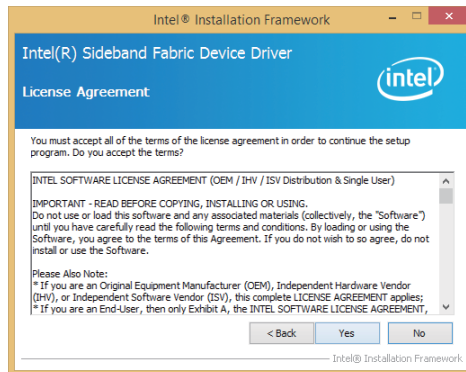 Intel® Installation Framework
Intel(R) Sideband Fabric Device Driver
License Agreement
intel
You must accept all of the terms of the license agreement in order to continue the setup
program. Do you accept the terms?
INTEL SOFTWARE LICENSE AGREEMENT (OEM / IHV / ISV Distribution & Single User)
IMPORTANT - READ BEFORE COPYING, INSTALLING OR USING.
Do not use or load this software and any associated materials (collectively, the "Software")
until you have carefully read the following terms and conditions. By loading or using the
Software, you agree to the terms of this Agreement. If you do not wish to so agree, do not
install or use the Software.
Please Also Note:
* If you are an Original Equipment Manufacturer (OEM), Independent Hardware Vendor
(IHV), or Independent Software Vendor (ISV), this complete LICENSE AGREEMENT applies;
* If you are an End-User, then only Exhibit A, the INTEL SOFTWARE LICENSE AGREEMENT,
< Back Yes No
Intel® Installation Framework